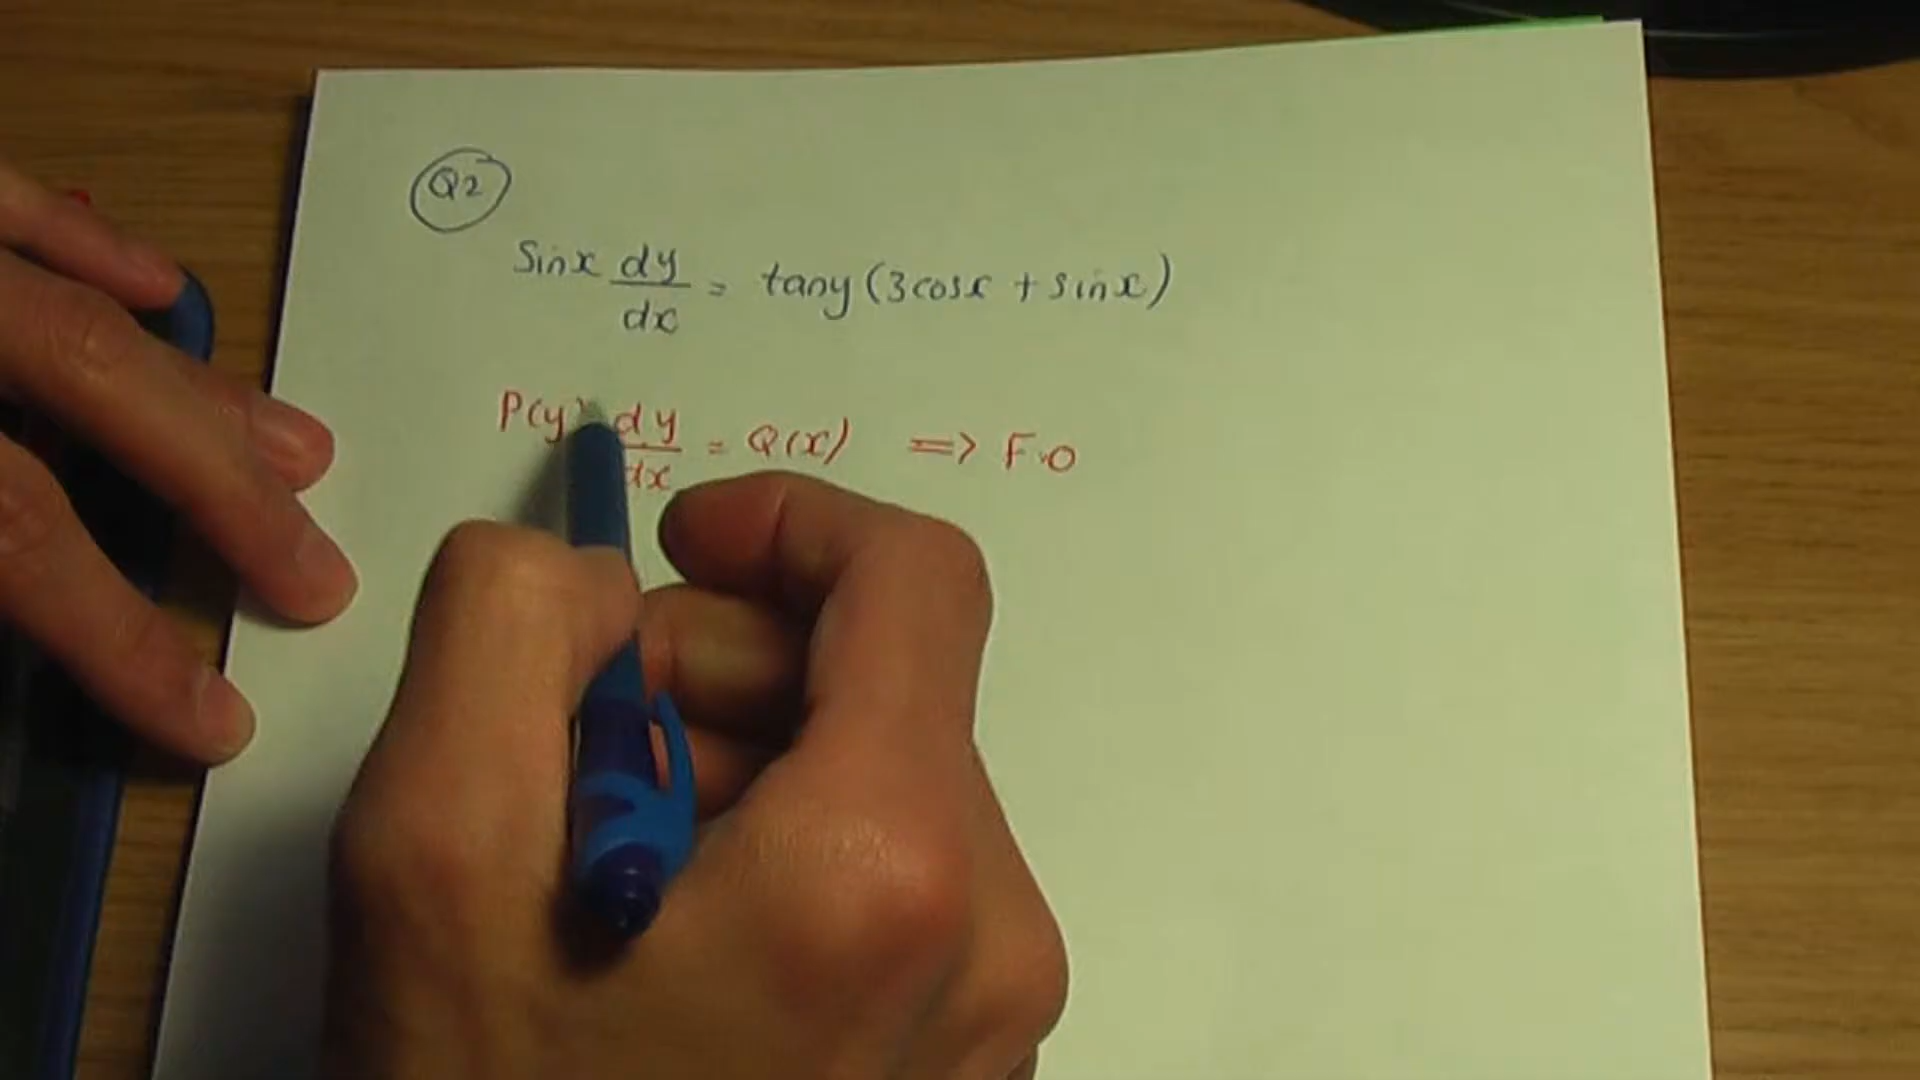 Q2
Sinx dy/dx = tany (3cosx + sinx)
P(y) dy/dx = Q(x) => F.O